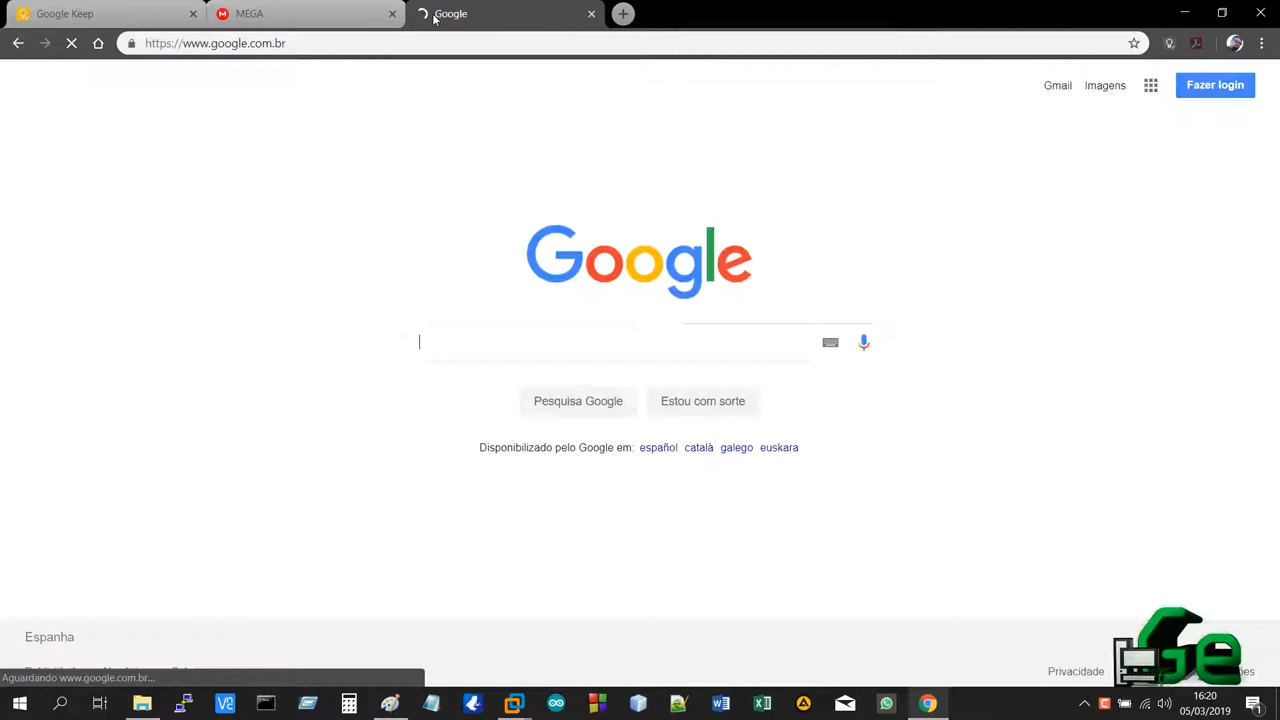 Google Keep
MEGA
Google
https://www.google.com.br
Gmail Imagens
Fazer login
Google
Pesquisa Google
Estou com sorte
Disponibilizado pelo Google em: español català galego euskara
Espanha
Privacidade
Aguardando www.google.com.br...
Ge
16:20
05/03/2019